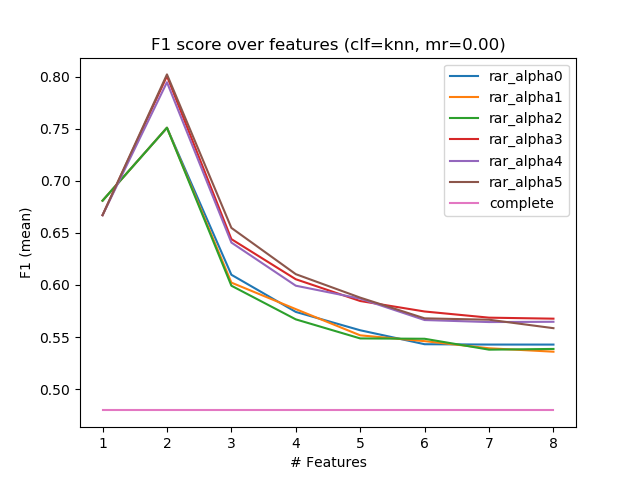 F1 score over features (clf=knn, mr=0.00)
F1 (mean)
0.80
0.75
0.70
0.65
0.60
0.55
0.50
rar_alpha0
rar_alpha1
rar_alpha2
rar_alpha3
rar_alpha4
rar_alpha5
complete
1 2 3 4 5 6 7 8
# Features